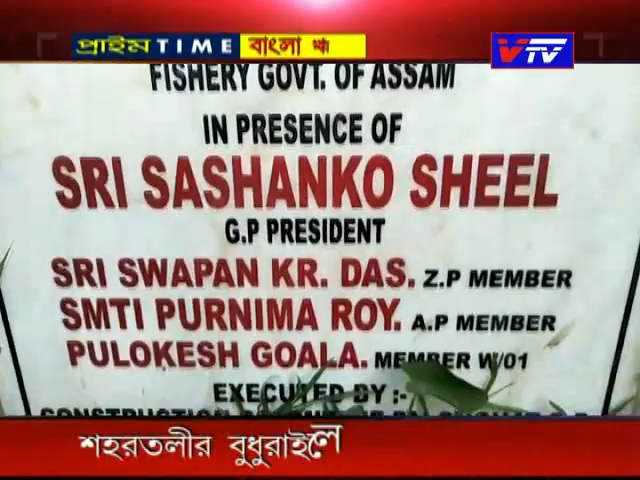 প্রাইম TIME বাংলা
VTV
FISHERY GOVT. OF ASSAM
IN PRESENCE OF
SRI SASHANKO SHEEL
G.P PRESIDENT
SRI SWAPAN KR. DAS. Z.P MEMBER
SMTI PURNIMA ROY. A.P MEMBER
PULOKESH GOALA. MEMBER W/01
EXECUTED BY :-
CONSTRUCTION
শহরতলীর বুধুরাইলে